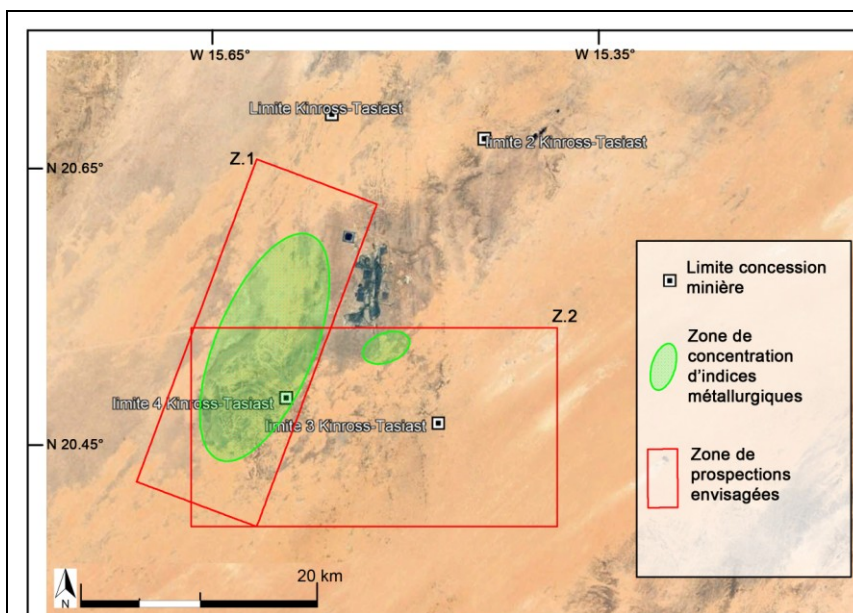 W 15.65°
W 15.35°
Limite Kinross-Tasiast
limite 2 Kinross-Tasiast
N 20.65°
Z.1
Limite concession
minière
Z.2
Zone de
concentration
d'indices
métallurgiques
limite 4 Kinross-Tasiast
limite 3 Kinross-Tasiast
N 20.45°
Zone de
prospections
envisagées
20 km
N